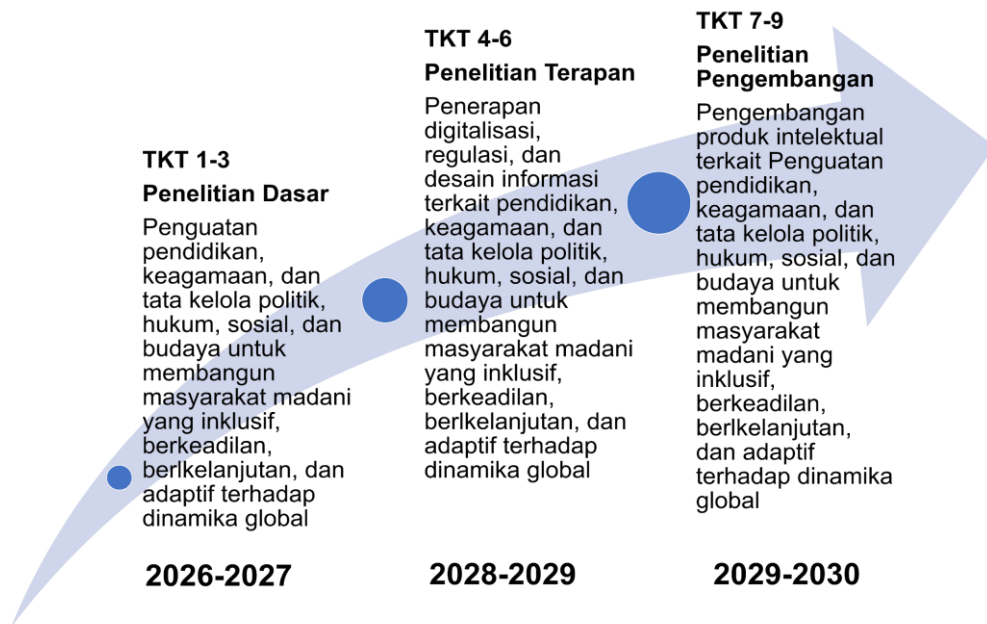 TKT 1-3
Penelitian Dasar
Penguatan
pendidikan,
keagamaan, dan
tata kelola politik,
hukum, sosial, dan
budaya untuk
membangun
masyarakat madani
yang inklusif,
berkeadilan,
berlkelanjutan, dan
adaptif terhadap
dinamika global
2026-2027
TKT 4-6
Penelitian Terapan
Penerapan
digitalisasi,
regulasi, dan
desain informasi
terkait pendidikan,
keagamaan, dan
tata kelola politik,
hukum, sosial, dan
budaya untuk
membangun
masyarakat madani
yang inklusif,
berkeadilan,
berlkelanjutan, dan
adaptif terhadap
dinamika global
2028-2029
TKT 7-9
Penelitian
Pengembangan
Pengembangan
produk intelektual
terkait Penguatan
pendidikan,
keagamaan, dan
tata kelola politik,
hukum, sosial, dan
budaya untuk
membangun
masyarakat
madani yang
inklusif,
berkeadilan,
berlkelanjutan,
dan adaptif
terhadap dinamika
global
2029-2030